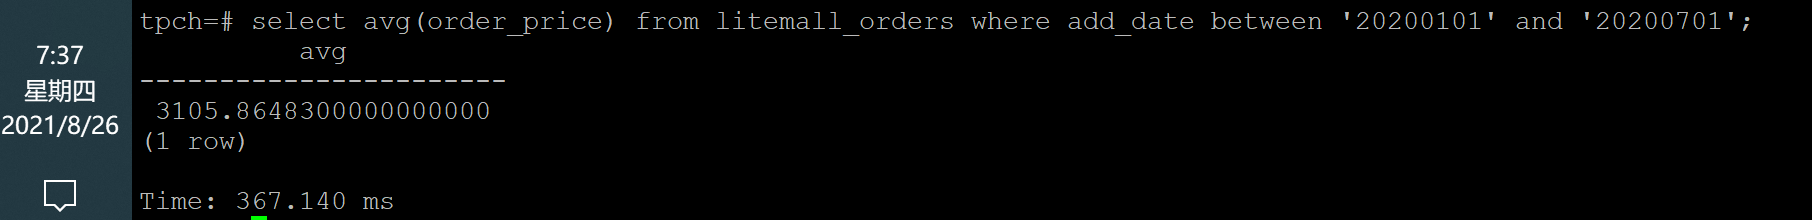 7:37
星期四
2021/8/26
tpch=# select avg(order_price) from litemall_orders where add_date between '20200101' and '20200701';
avg
-----------------------
3105.8648300000000000
(1 row)
Time: 367.140 ms